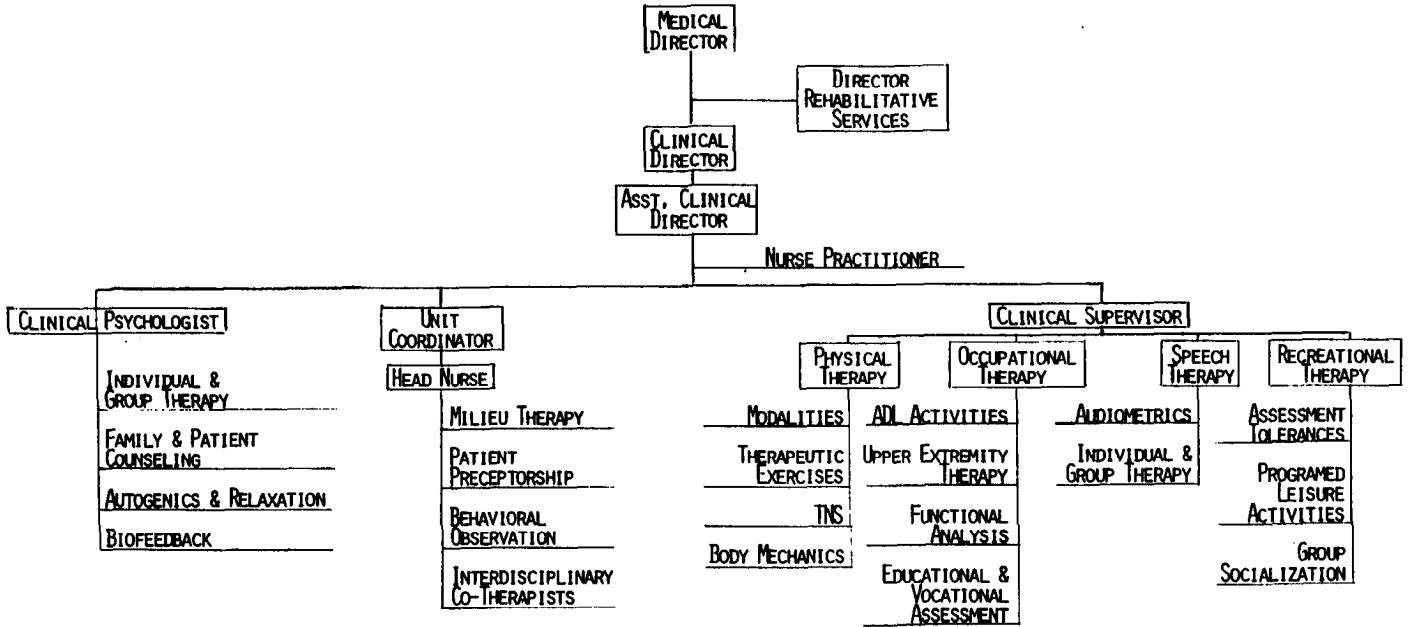 MEDICAL
DIRECTOR
DIRECTOR
REHABILITATIVE
SERVICES
CLINICAL
DIRECTOR
ASST. CLINICAL
DIRECTOR
NURSE PRACTITIONER
CLINICAL PSYCHOLOGIST
INDIVIDUAL &
GROUP THERAPY
FAMILY & PATIENT
COUNSELING
AUTOGENICS & RELAXATION
BIOFEEDBACK
UNIT
COORDINATOR
HEAD NURSE
MILIEU THERAPY
PATIENT
PRECEPTORSHIP
BEHAVIORAL
OBSERVATION
INTERDISCIPLINARY
CO-THERAPISTS
CLINICAL SUPERVISOR
PHYSICAL
THERAPY
MODALITIES
THERAPEUTIC
EXERCISES
TNS
BODY MECHANICS
OCCUPATIONAL
THERAPY
ADL ACTIVITIES
UPPER EXTREMITY
THERAPY
FUNCTIONAL
ANALYSIS
EDUCATIONAL &
VOCATIONAL
ASSESSMENT
SPEECH
THERAPY
AUDIOMETRICS
INDIVIDUAL &
GROUP THERAPY
RECREATIONAL
THERAPY
ASSESSMENT
TOLERANCES
PROGRAMED
LEISURE
ACTIVITIES
GROUP
SOCIALIZATION